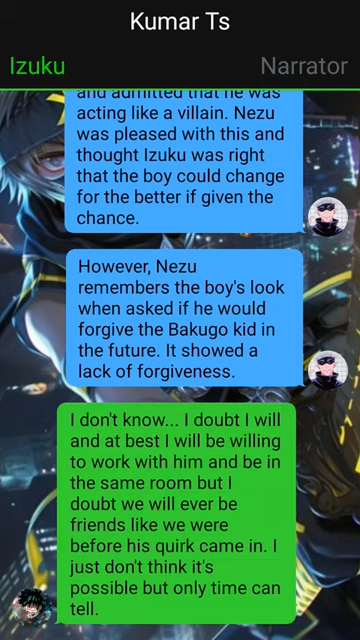 Kumar Ts
Izuku Narrator
and admitted that he was
acting like a villain. Nezu
was pleased with this and
thought Izuku was right
that the boy could change
for the better if given the
chance.
However, Nezu
remembers the boy's look
when asked if he would
forgive the Bakugo kid in
the future. It showed a
lack of forgiveness.
I don't know... I doubt I will
and at best I will be willing
to work with him and be in
the same room but I
doubt we will ever be
friends like we were
before his quirk came in. I
just don't think it's
possible but only time can
tell.